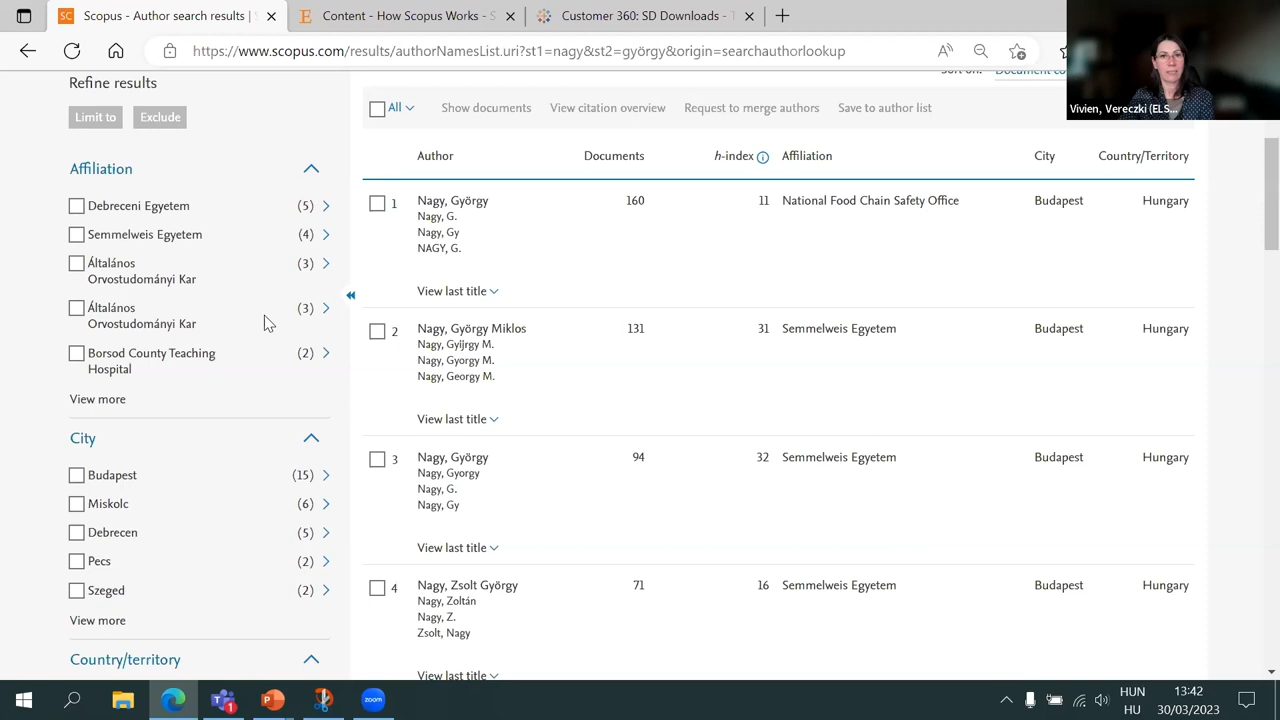 Scopus - Author search results |
Content - How Scopus Works - S
Customer 360: SD Downloads - T
https://www.scopus.com/results/authorNamesList.uri?st1=nagy&st2=györgy&origin=searchauthorlookup
Vivien, Vereczki (ELS...
Refine results
Limit to
Exclude
Affiliation
Debreceni Egyetem (5)
Semmelweis Egyetem (4)
Általános (3)
Orvostudományi Kar
Általános (3)
Orvostudományi Kar
Borsod County Teaching (2)
Hospital
View more
City
Budapest (15)
Miskolc (6)
Debrecen (5)
Pecs (2)
Szeged (2)
View more
Country/territory
All Show documents View citation overview Request to merge authors Save to author list
Author Documents h-index Affiliation City Country/Territory
1 Nagy, György 160 11 National Food Chain Safety Office Budapest Hungary
Nagy, G.
Nagy, Gy
NAGY, G.
View last title
2 Nagy, György Miklos 131 31 Semmelweis Egyetem Budapest Hungary
Nagy, Gyijrgy M.
Nagy, Gyorgy M.
Nagy, Georgy M.
View last title
3 Nagy, György 94 32 Semmelweis Egyetem Budapest Hungary
Nagy, Gyorgy
Nagy, G.
Nagy, Gy
View last title
4 Nagy, Zsolt György 71 16 Semmelweis Egyetem Budapest Hungary
Nagy, Zoltán
Nagy, Z.
Zsolt, Nagy
View last title
zoom
1
HUN
HU
13:42
30/03/2023